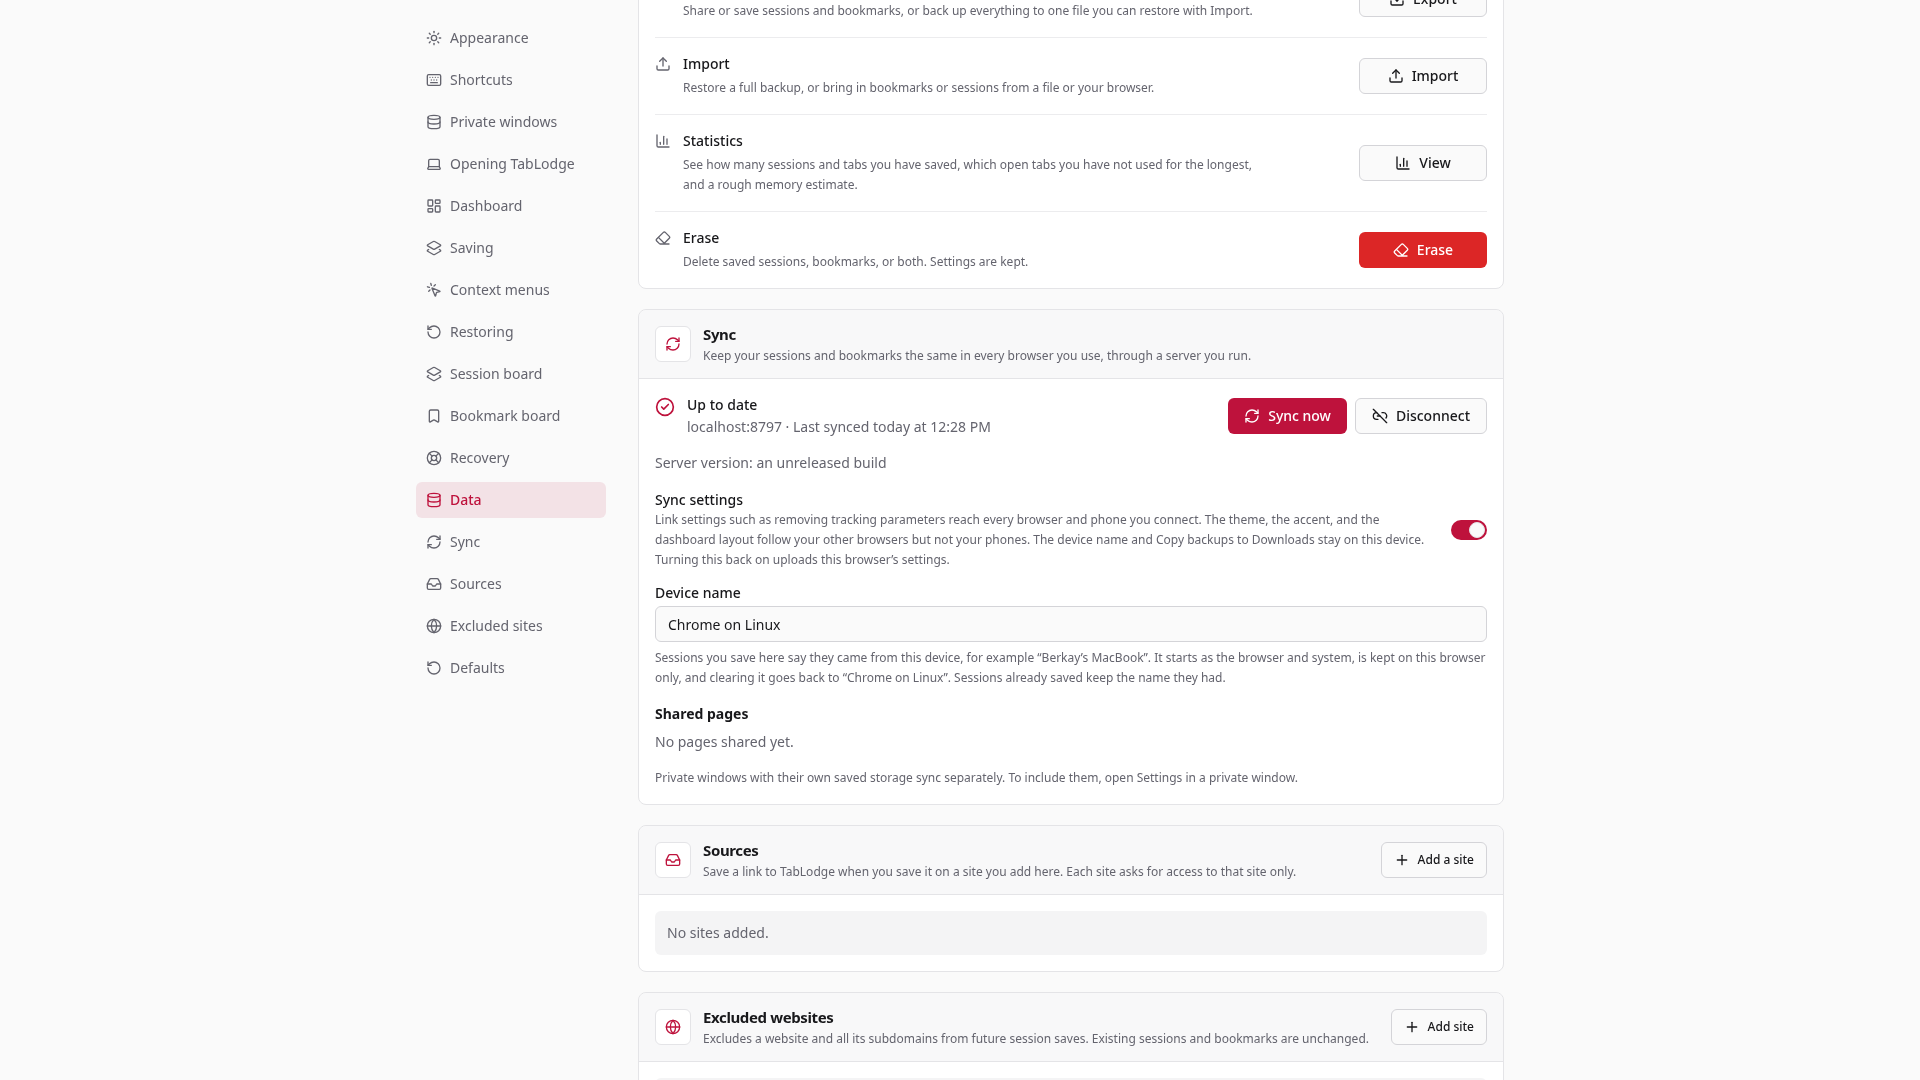 Appearance
Shortcuts
Private windows
Opening TabLodge
Dashboard
Saving
Context menus
Restoring
Session board
Bookmark board
Recovery
Data
Sync
Sources
Excluded sites
Defaults
Share or save sessions and bookmarks, or back up everything to one file you can restore with Import.
Export
Import
Restore a full backup, or bring in bookmarks or sessions from a file or your browser.
Import
Statistics
See how many sessions and tabs you have saved, which open tabs you have not used for the longest,
and a rough memory estimate.
View
Erase
Delete saved sessions, bookmarks, or both. Settings are kept.
Erase
Sync
Keep your sessions and bookmarks the same in every browser you use, through a server you run.
Up to date
localhost:8797 · Last synced today at 12:28 PM
Sync now
Disconnect
Server version: an unreleased build
Sync settings
Link settings such as removing tracking parameters reach every browser and phone you connect. The theme, the accent, and the
dashboard layout follow your other browsers but not your phones. The device name and Copy backups to Downloads stay on this device.
Turning this back on uploads this browser’s settings.
Device name
Chrome on Linux
Sessions you save here say they came from this device, for example “Berkay’s MacBook”. It starts as the browser and system, is kept on this browser
only, and clearing it goes back to “Chrome on Linux”. Sessions already saved keep the name they had.
Shared pages
No pages shared yet.
Private windows with their own saved storage sync separately. To include them, open Settings in a private window.
Sources
Save a link to TabLodge when you save it on a site you add here. Each site asks for access to that site only.
Add a site
No sites added.
Excluded websites
Excludes a website and all its subdomains from future session saves. Existing sessions and bookmarks are unchanged.
Add site